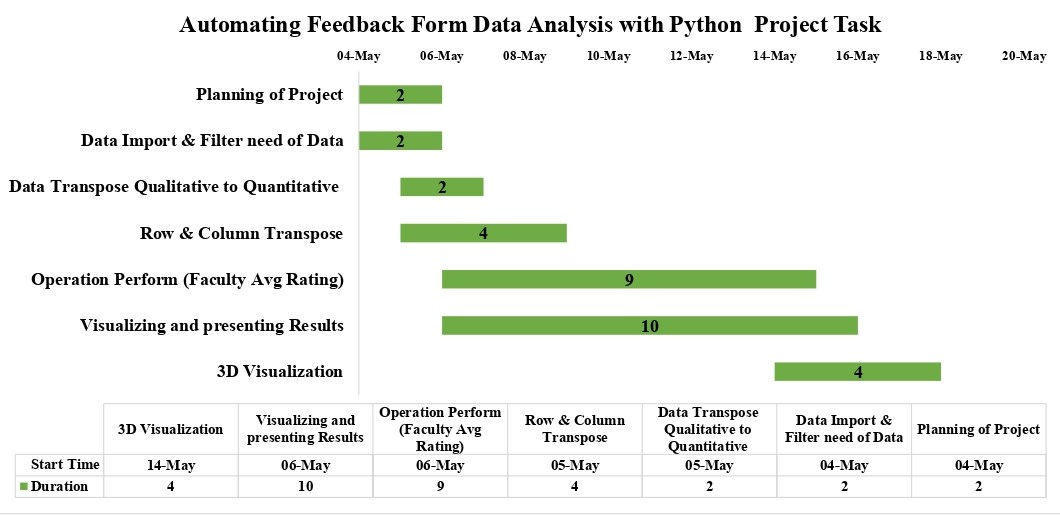 Automating Feedback Form Data Analysis with Python  Project Task
04-May 06-May 08-May 10-May 12-May 14-May 16-May 18-May 20-May
Planning of Project 2
Data Import & Filter need of Data 2
Data Transpose Qualitative to Quantitative 2
Row & Column Transpose 4
Operation Perform (Faculty Avg Rating) 9
Visualizing and presenting Results 10
3D Visualization 4
3D Visualization
Visualizing and
presenting Results
Operation Perform
(Faculty Avg
Rating)
Row & Column
Transpose
Data Transpose
Qualitative to
Quantitative
Data Import &
Filter need of Data
Planning of Project
Start Time 14-May 06-May 06-May 05-May 05-May 04-May 04-May
Duration 4 10 9 4 2 2 2